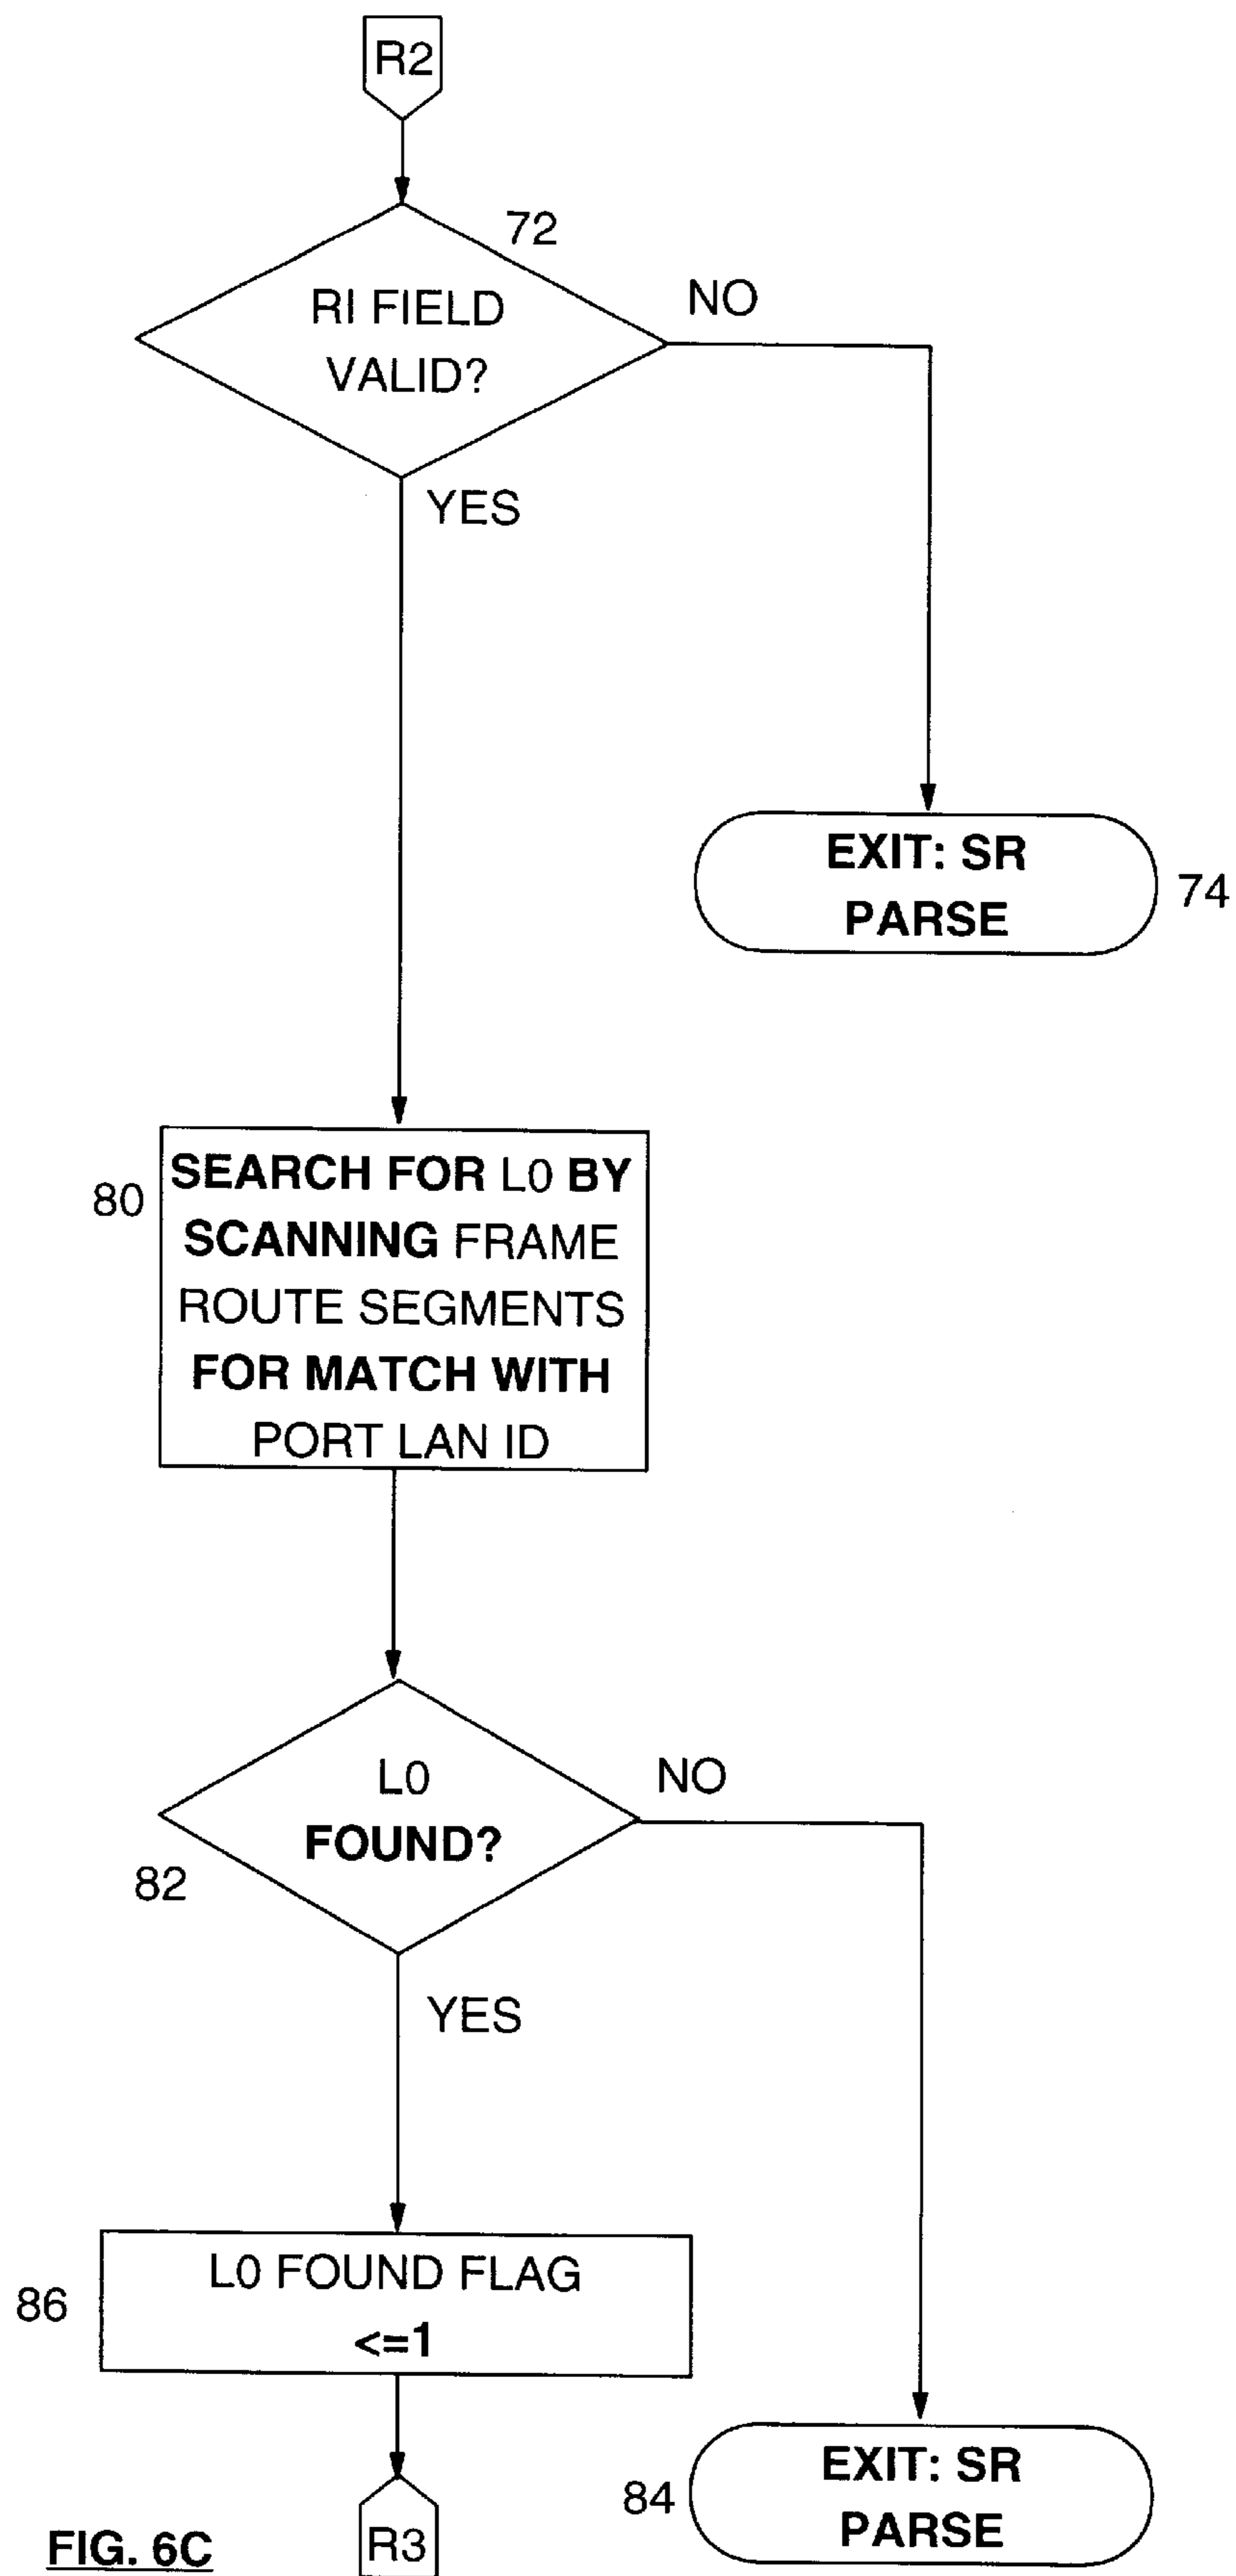 R2
72
RI FIELD
VALID?
NO
YES
EXIT: SR
PARSE
74
80
SEARCH FOR L0 BY
SCANNING FRAME
ROUTE SEGMENTS
FOR MATCH WITH
PORT LAN ID
L0
FOUND?
NO
82
YES
L0 FOUND FLAG
<=1
86
EXIT: SR
PARSE
84
R3
FIG. 6C